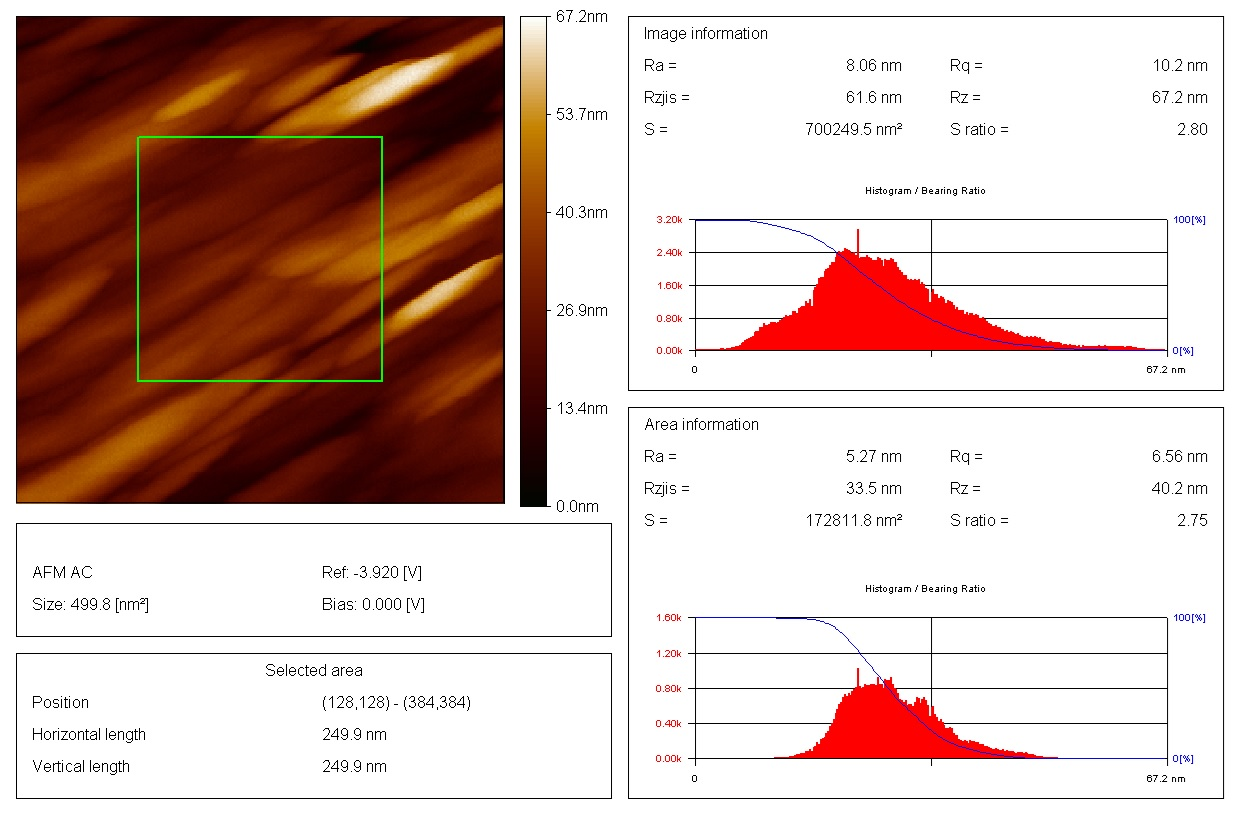 67.2nm
53.7nm
40.3nm
26.9nm
13.4nm
0.0nm
AFM AC Ref: -3.920 [V]
Size: 499.8 [nm²] Bias: 0.000 [V]
Selected area
Position (128,128) - (384,384)
Horizontal length 249.9 nm
Vertical length 249.9 nm
Image information
Ra = 8.06 nm Rq = 10.2 nm
Rzjis = 61.6 nm Rz = 67.2 nm
S = 700249.5 nm² S ratio = 2.80
Histogram / Bearing Ratio
3.20k 100[%]
2.40k
1.60k
0.80k
0.00k 0[%]
0 67.2 nm
Area information
Ra = 5.27 nm Rq = 6.56 nm
Rzjis = 33.5 nm Rz = 40.2 nm
S = 172811.8 nm² S ratio = 2.75
Histogram / Bearing Ratio
1.60k 100[%]
1.20k
0.80k
0.40k
0.00k 0[%]
0 67.2 nm